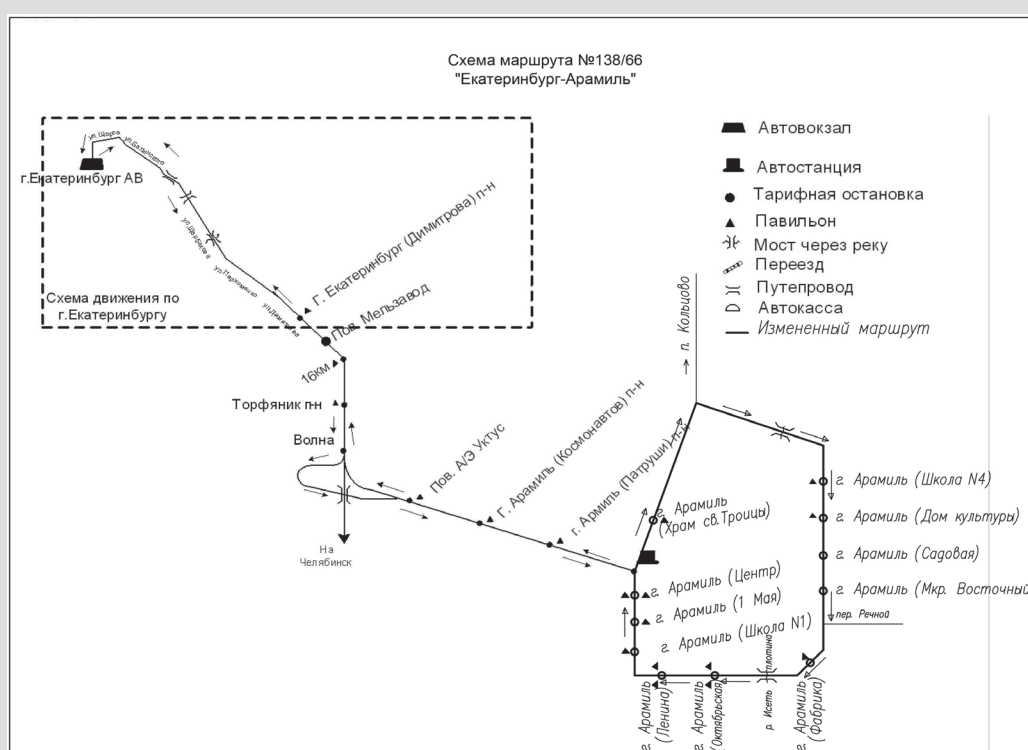 Схема маршрута №138/66
"Екатеринбург-Арамиль"
Автовокзал
Автостанция
Тарифная остановка
Павильон
Мост через реку
Переезд
Путепровод
Автокасса
Измененный маршрут
ул. Щорса
г.Екатеринбург АВ
Схема движения по
г.Екатеринбургу
ул.Димитрова
Г. Екатеринбург (Димитрова) п-н
Пов. Мельзавод
16км
Торфяник п-н
Волна
На
Челябинск
Пов. А/Э Уктус
Г. Арамиль (Космонавтов) п-н
г. Армиль (Патруши) п-н
п. Кольцово
г. Арамиль
(Храм св.Троицы)
г. Арамиль (Центр)
г. Арамиль (1 Мая)
г. Арамиль (Школа N1)
г. Арамиль (Школа N4)
г. Арамиль (Дом культуры)
г. Арамиль (Садовая)
г. Арамиль (Мкр. Восточный
пер. Речной
г. Арамиль
(Ленина)
г. Арамиль
(Октябрьская)
р. Исеть плотина
г. Арамиль
(Фабрика)